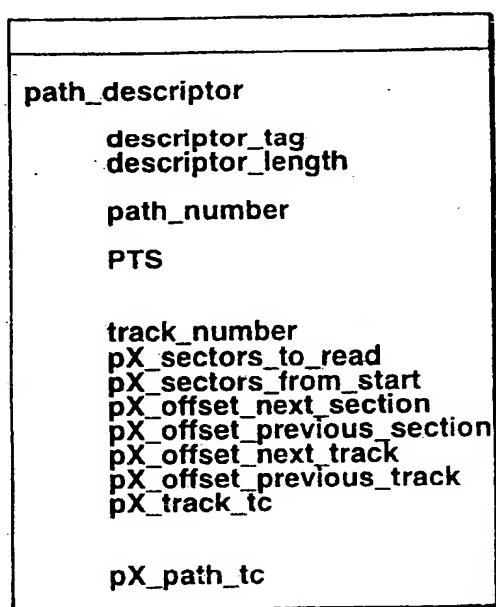 path_descriptor
descriptor_tag
descriptor_length
path_number
PTS
track_number
pX_sectors_to_read
pX_sectors_from_start
pX_offset_next_section
pX_offset_previous_section
pX_offset_next_track
pX_offset_previous_track
pX_track_tc
pX_path_tc